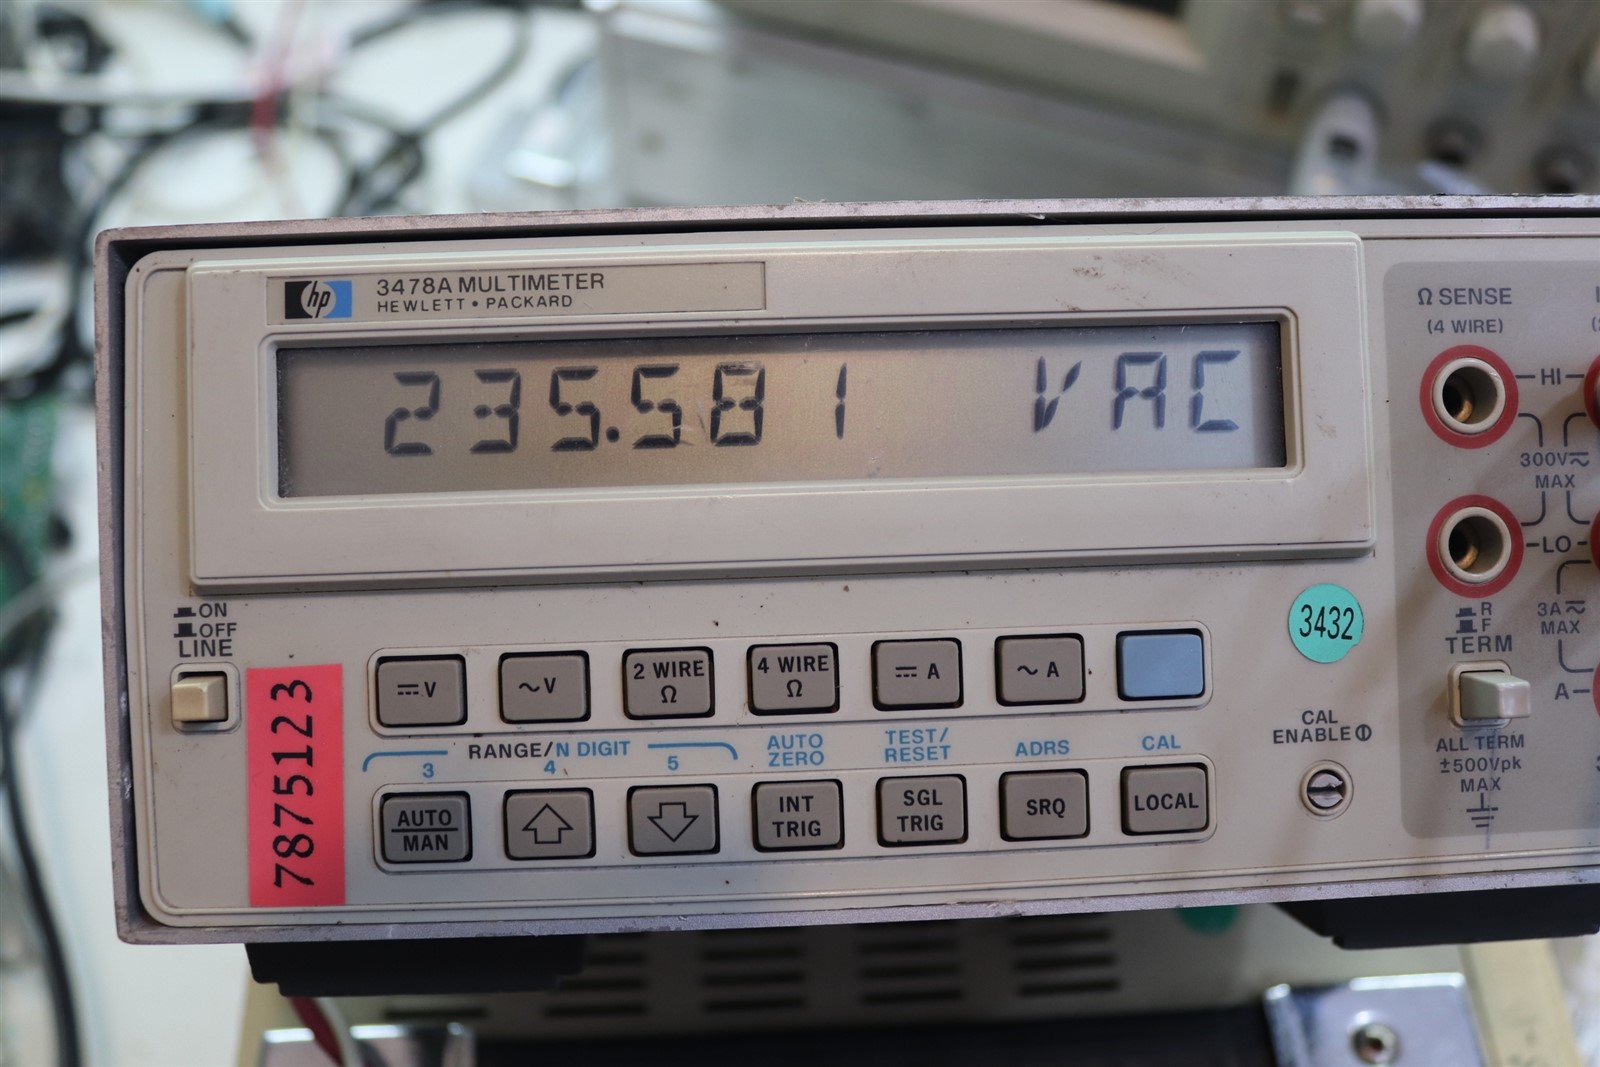 hp
3478A MULTIMETER
HEWLETT • PACKARD
235.581 VAC
Ω SENSE
(4 WIRE)
HI
300V≂
MAX
LO
3A≂
MAX
R
F
TERM
A
ALL TERM
±500Vpk
MAX
ON
OFF
LINE
7875123
⎓V
~V
2 WIRE
Ω
4 WIRE
Ω
⎓A
~A
3432
CAL
ENABLE
RANGE/N DIGIT
3
4
5
AUTO
ZERO
TEST/
RESET
ADRS
CAL
AUTO
MAN
INT
TRIG
SGL
TRIG
SRQ
LOCAL